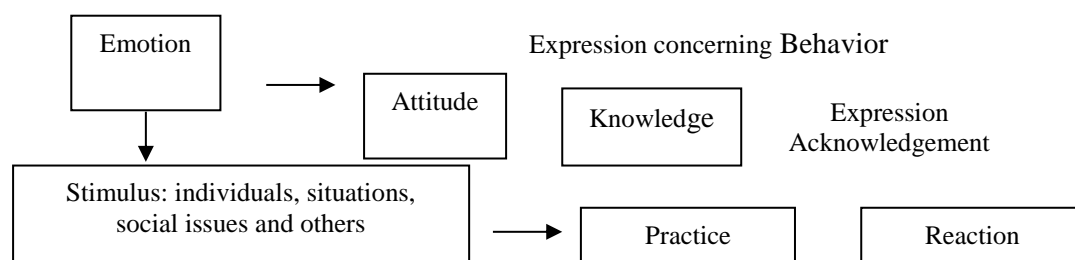 Emotion
Expression concerning Behavior
Attitude
Knowledge
Expression
Acknowledgement
Stimulus: individuals, situations,
social issues and others
Practice
Reaction